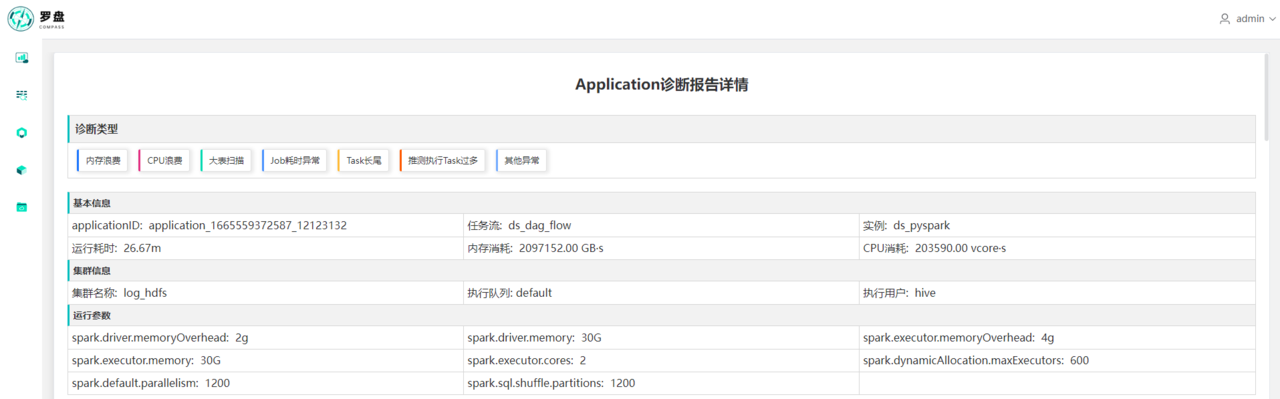 罗盘
COMPASS
admin
Application诊断报告详情
诊断类型
内存浪费 CPU浪费 大表扫描 Job耗时异常 Task长尾 推测执行Task过多 其他异常
基本信息
applicationID: application_1665559372587_12123132 任务流: ds_dag_flow 实例: ds_pyspark
运行耗时: 26.67m 内存消耗: 2097152.00 GB·s CPU消耗: 203590.00 vcore·s
集群信息
集群名称: log_hdfs 执行队列: default 执行用户: hive
运行参数
spark.driver.memoryOverhead: 2g spark.driver.memory: 30G spark.executor.memoryOverhead: 4g
spark.executor.memory: 30G spark.executor.cores: 2 spark.dynamicAllocation.maxExecutors: 600
spark.default.parallelism: 1200 spark.sql.shuffle.partitions: 1200